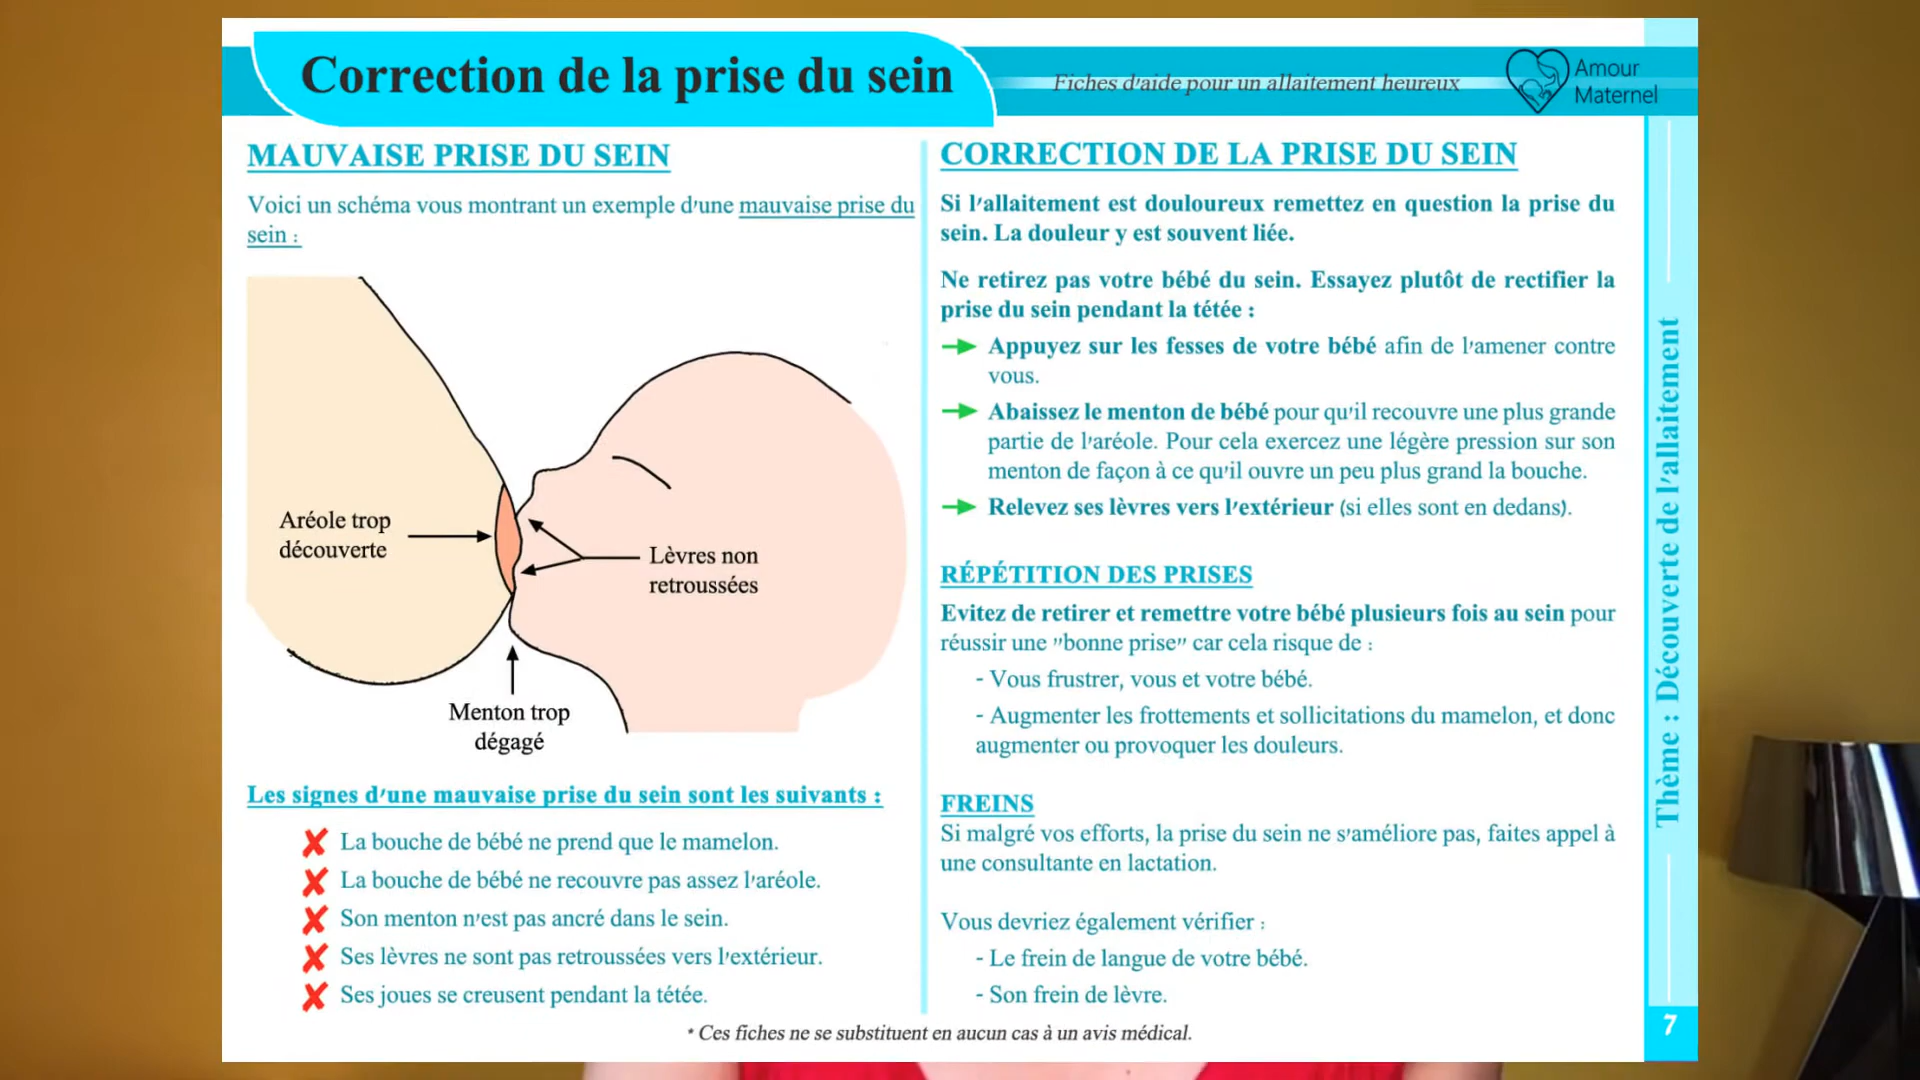 Correction de la prise du sein
Fiches d'aide pour un allaitement heureux
Amour
Maternel
MAUVAISE PRISE DU SEIN
Voici un schéma vous montrant un exemple d'une mauvaise prise du
sein :
Aréole trop
découverte
Lèvres non
retroussées
Menton trop
dégagé
Les signes d'une mauvaise prise du sein sont les suivants :
La bouche de bébé ne prend que le mamelon.
La bouche de bébé ne recouvre pas assez l'aréole.
Son menton n'est pas ancré dans le sein.
Ses lèvres ne sont pas retroussées vers l'extérieur.
Ses joues se creusent pendant la tétée.
CORRECTION DE LA PRISE DU SEIN
Si l'allaitement est douloureux remettez en question la prise du
sein. La douleur y est souvent liée.
Ne retirez pas votre bébé du sein. Essayez plutôt de rectifier la
prise du sein pendant la tétée :
Appuyez sur les fesses de votre bébé afin de l'amener contre
vous.
Abaissez le menton de bébé pour qu'il recouvre une plus grande
partie de l'aréole. Pour cela exercez une légère pression sur son
menton de façon à ce qu'il ouvre un peu plus grand la bouche.
Relevez ses lèvres vers l'extérieur (si elles sont en dedans).
RÉPÉTITION DES PRISES
Evitez de retirer et remettre votre bébé plusieurs fois au sein pour
réussir une "bonne prise" car cela risque de :
- Vous frustrer, vous et votre bébé.
- Augmenter les frottements et sollicitations du mamelon, et donc
augmenter ou provoquer les douleurs.
FREINS
Si malgré vos efforts, la prise du sein ne s'améliore pas, faites appel à
une consultante en lactation.
Vous devriez également vérifier :
- Le frein de langue de votre bébé.
- Son frein de lèvre.
* Ces fiches ne se substituent en aucun cas à un avis médical.
Thème : Découverte de l'allaitement
7